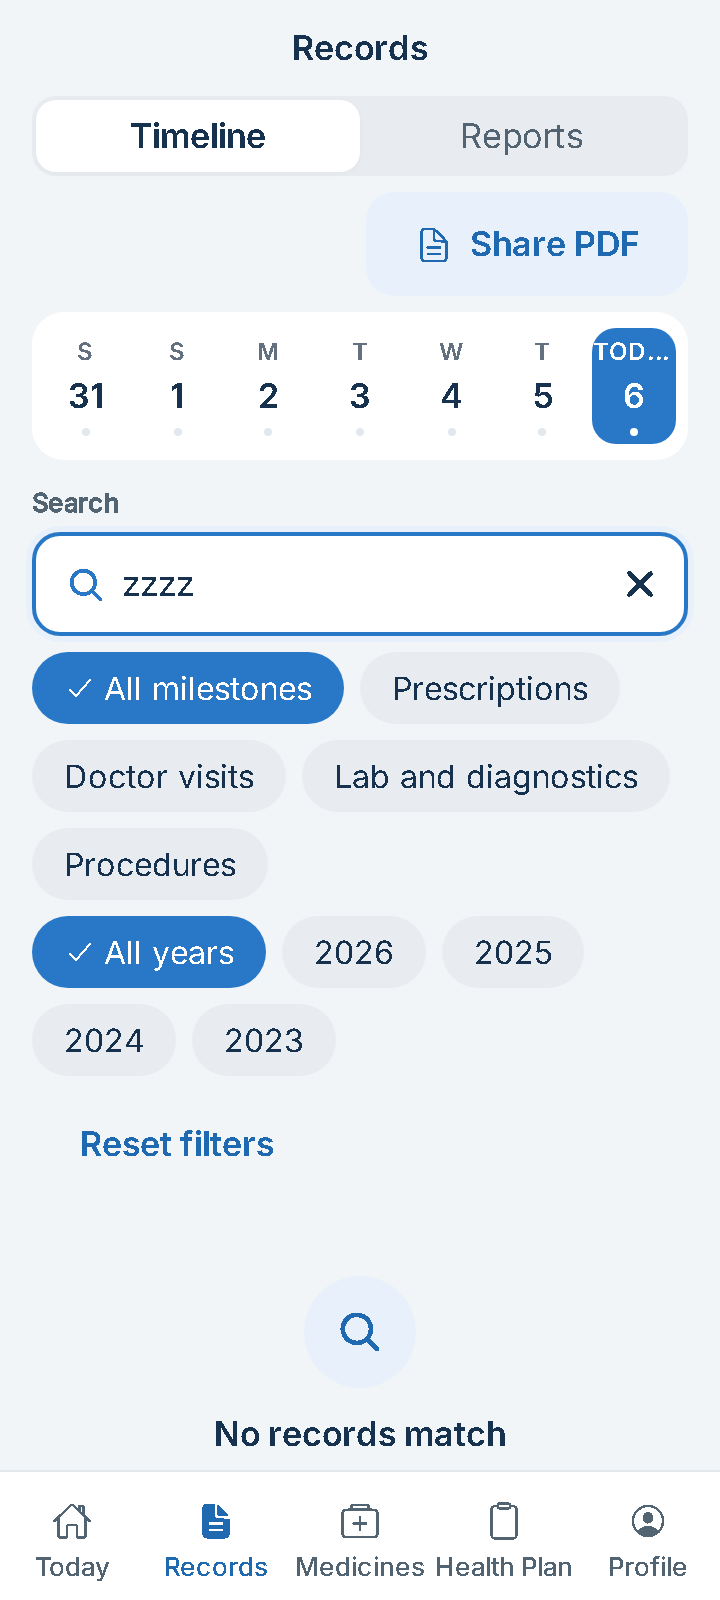 Records
Timeline Reports
Share PDF
S S M T W T TOD...
31 1 2 3 4 5 6
Search
zzzz
All milestones Prescriptions
Doctor visits Lab and diagnostics
Procedures
All years 2026 2025
2024 2023
Reset filters
No records match
Today Records Medicines Health Plan Profile